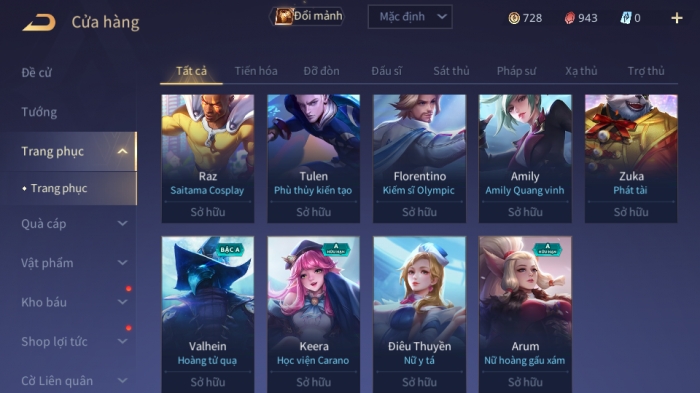 Cửa hàng
Đổi mảnh
Mặc định
728
943
0
Đề cử
Tướng
Trang phục
Trang phục
Quà cáp
Vật phẩm
Kho báu
Shop lợi tức
Cờ Liên quân
Tất cả Tiến hóa Đỡ đòn Đấu sĩ Sát thủ Pháp sư Xạ thủ Trợ thủ
Raz Tulen Florentino Amily Zuka
Saitama Cosplay Phù thủy kiến tạo Kiếm sĩ Olympic Amily Quang vinh Phát tài
Sở hữu Sở hữu Sở hữu Sở hữu Sở hữu
BẬC A A HỮU HẠN A HỮU HẠN
Valhein Keera Điêu Thuyền Arum
Hoàng tử quạ Học viện Carano Nữ y tá Nữ hoàng gấu xám
Sở hữu Sở hữu Sở hữu Sở hữu